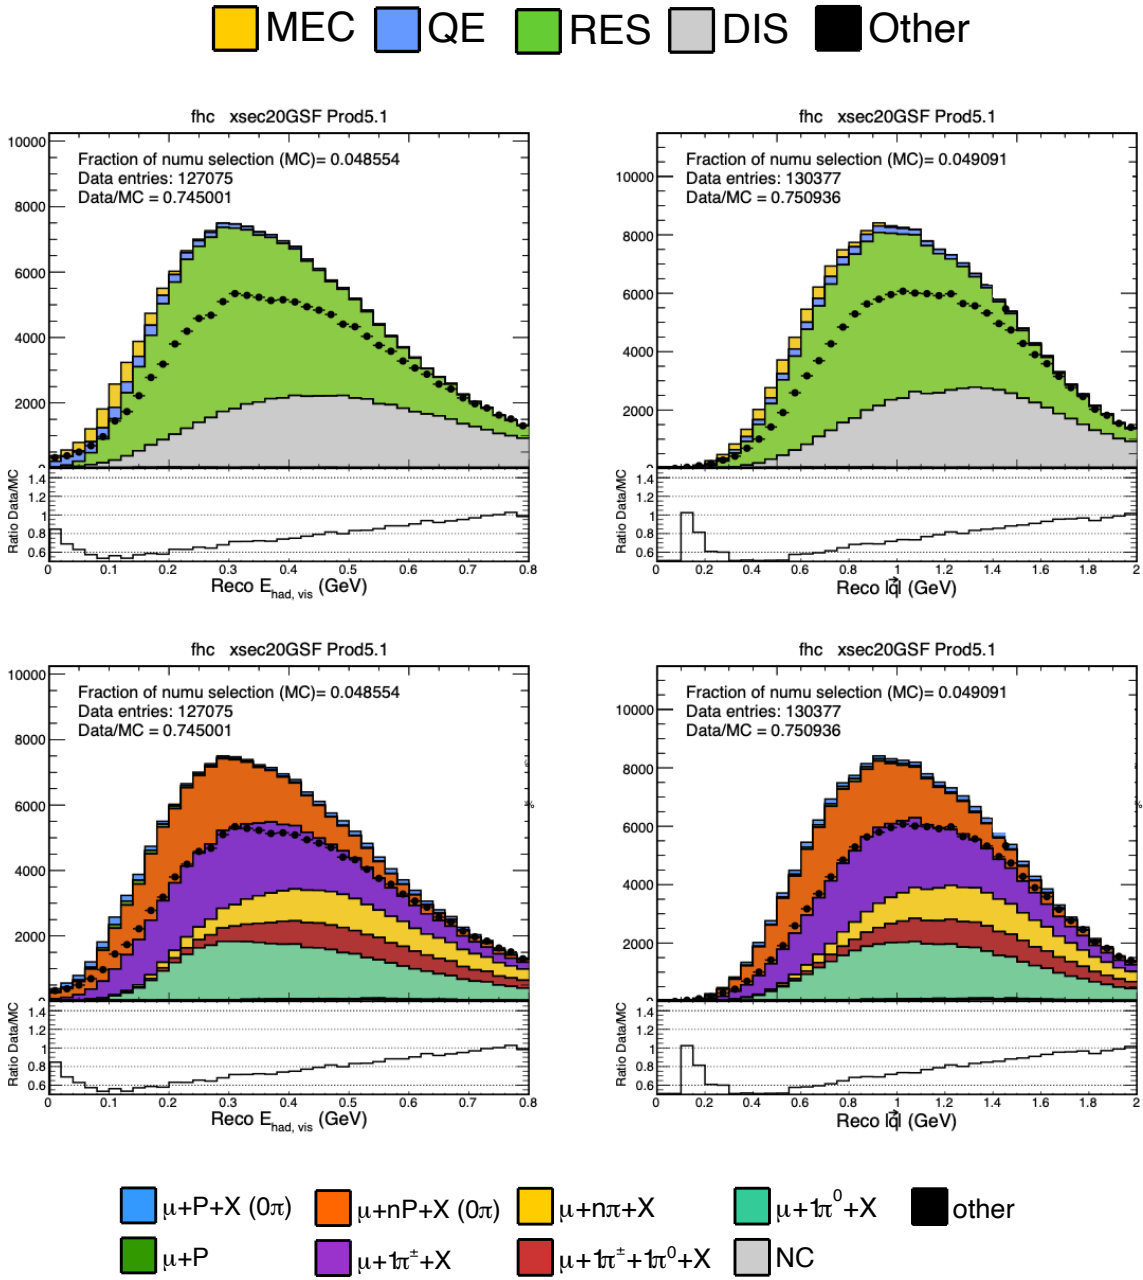 MEC QE RES DIS Other
fhc xsec20GSF Prod5.1
Fraction of numu selection (MC)= 0.048554
Data entries: 127075
Data/MC = 0.745001
10000
8000
6000
4000
2000
Ratio Data/MC
1.4
1.2
1
0.8
0.6
0 0.1 0.2 0.3 0.4 0.5 0.6 0.7 0.8
Reco E_had, vis (GeV)
fhc xsec20GSF Prod5.1
Fraction of numu selection (MC)= 0.049091
Data entries: 130377
Data/MC = 0.750936
10000
8000
6000
4000
2000
Ratio Data/MC
1.4
1.2
1
0.8
0.6
0 0.2 0.4 0.6 0.8 1 1.2 1.4 1.6 1.8 2
Reco |q⃗| (GeV)
fhc xsec20GSF Prod5.1
Fraction of numu selection (MC)= 0.048554
Data entries: 127075
Data/MC = 0.745001
10000
8000
6000
4000
2000
Ratio Data/MC
1.4
1.2
1
0.8
0.6
0 0.1 0.2 0.3 0.4 0.5 0.6 0.7 0.8
Reco E_had, vis (GeV)
fhc xsec20GSF Prod5.1
Fraction of numu selection (MC)= 0.049091
Data entries: 130377
Data/MC = 0.750936
10000
8000
6000
4000
2000
Ratio Data/MC
1.4
1.2
1
0.8
0.6
0 0.2 0.4 0.6 0.8 1 1.2 1.4 1.6 1.8 2
Reco |q⃗| (GeV)
μ+P+X (0π) μ+nP+X (0π) μ+nπ+X μ+1π⁰+X other
μ+P μ+1π±+X μ+1π±+1π⁰+X NC